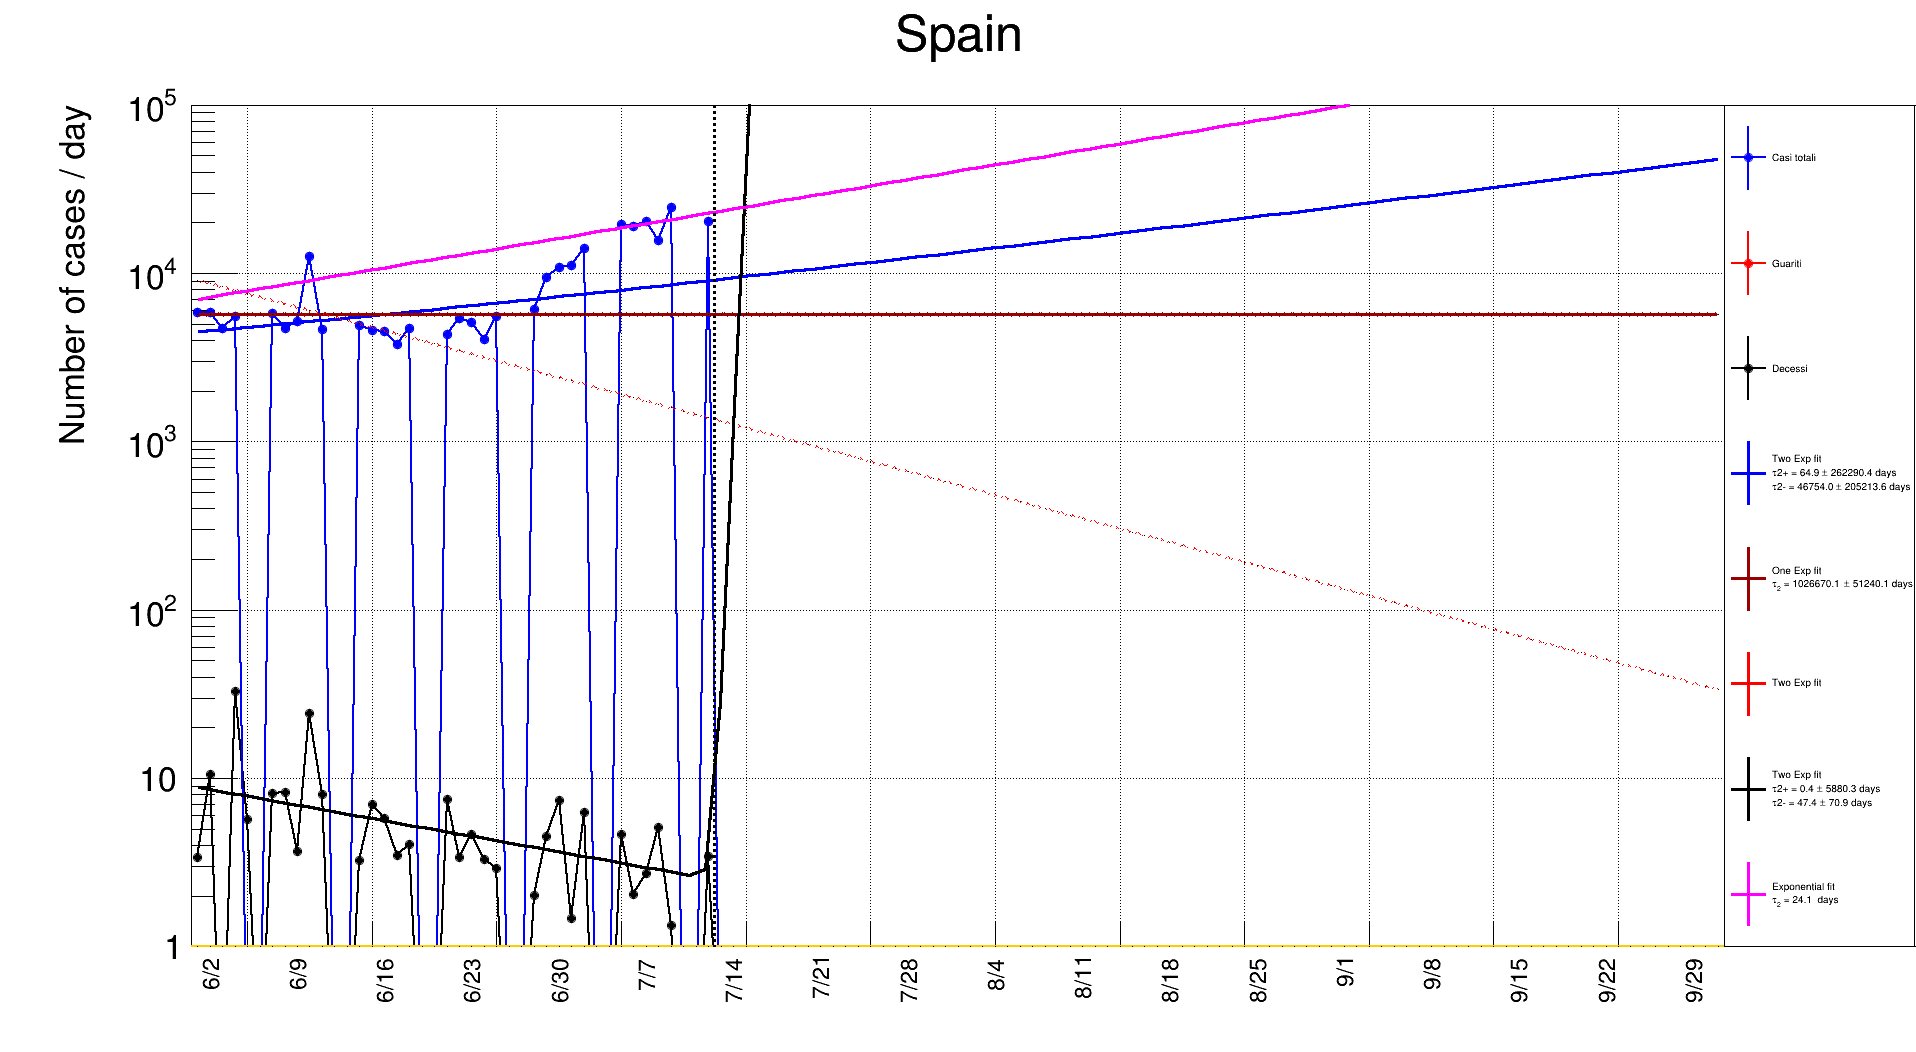 Spain
Number of cases / day
10^5
10^4
10^3
10^2
10
1
6/2 6/9 6/16 6/23 6/30 7/7 7/14 7/21 7/28 8/4 8/11 8/18 8/25 9/1 9/8 9/15 9/22 9/29
Casi totali
Guariti
Decessi
Two Exp fit
τ2+ = 64.9 ± 262290.4 days
τ2- = 46754.0 ± 205213.6 days
One Exp fit
τ₂ = 1026670.1 ± 51240.1 days
Two Exp fit
Two Exp fit
τ2+ = 0.4 ± 5880.3 days
τ2- = 47.4 ± 70.9 days
Exponential fit
τ₂ = 24.1 days